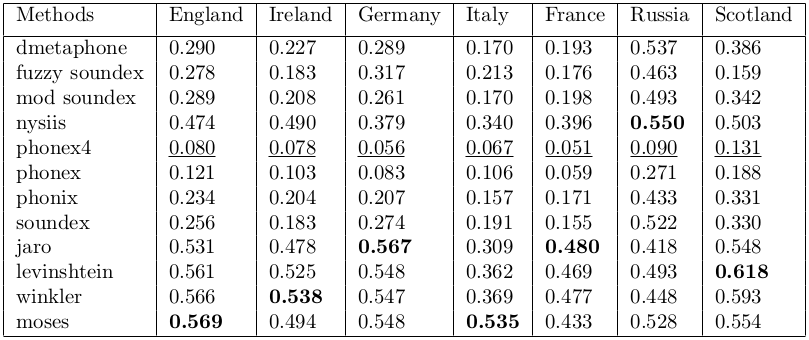 Methods England Ireland Germany Italy France Russia Scotland
dmetaphone 0.290 0.227 0.289 0.170 0.193 0.537 0.386
fuzzy soundex 0.278 0.183 0.317 0.213 0.176 0.463 0.159
mod soundex 0.289 0.208 0.261 0.170 0.198 0.493 0.342
nysiis 0.474 0.490 0.379 0.340 0.396 0.550 0.503
phonex4 0.080 0.078 0.056 0.067 0.051 0.090 0.131
phonex 0.121 0.103 0.083 0.106 0.059 0.271 0.188
phonix 0.234 0.204 0.207 0.157 0.171 0.433 0.331
soundex 0.256 0.183 0.274 0.191 0.155 0.522 0.330
jaro 0.531 0.478 0.567 0.309 0.480 0.418 0.548
levinshtein 0.561 0.525 0.548 0.362 0.469 0.493 0.618
winkler 0.566 0.538 0.547 0.369 0.477 0.448 0.593
moses 0.569 0.494 0.548 0.535 0.433 0.528 0.554